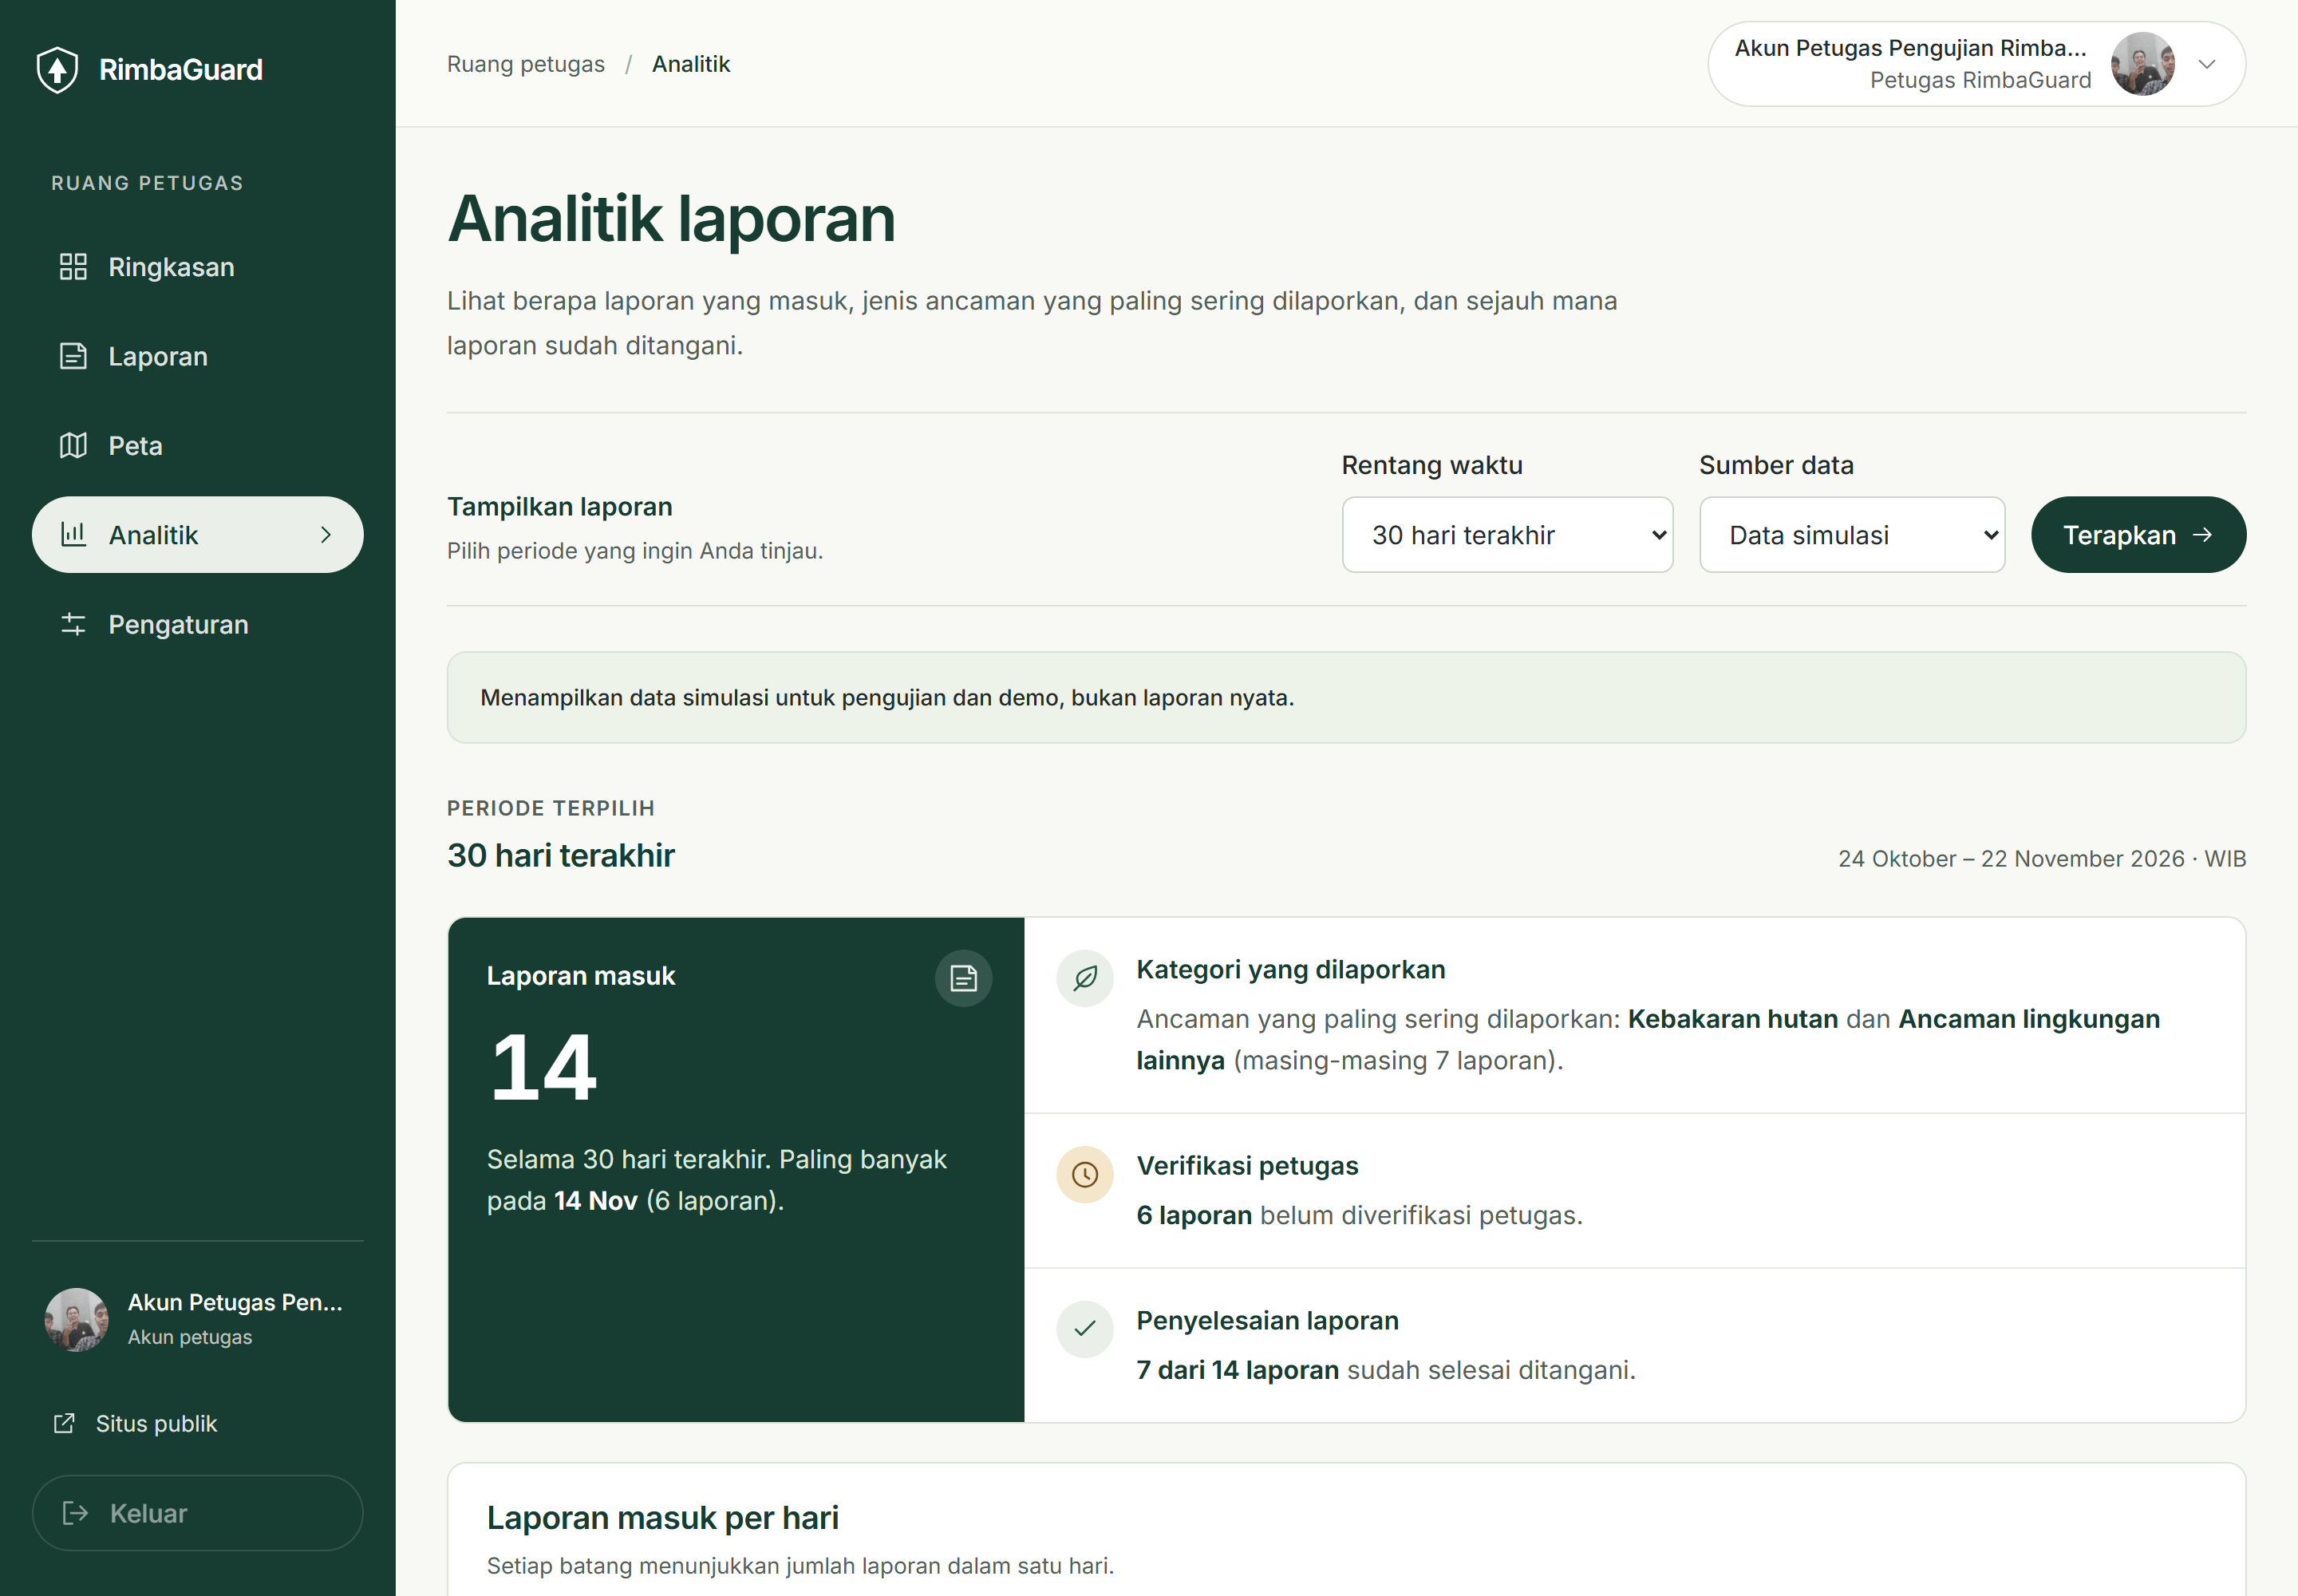 RimbaGuard
RUANG PETUGAS
Ringkasan
Laporan
Peta
Analitik
Pengaturan
Akun Petugas Pen...
Akun petugas
Situs publik
Keluar
Ruang petugas / Analitik
Akun Petugas Pengujian Rimba...
Petugas RimbaGuard
Analitik laporan
Lihat berapa laporan yang masuk, jenis ancaman yang paling sering dilaporkan, dan sejauh mana
laporan sudah ditangani.
Tampilkan laporan
Pilih periode yang ingin Anda tinjau.
Rentang waktu
30 hari terakhir
Sumber data
Data simulasi
Terapkan
Menampilkan data simulasi untuk pengujian dan demo, bukan laporan nyata.
PERIODE TERPILIH
30 hari terakhir
24 Oktober – 22 November 2026 · WIB
Laporan masuk
14
Selama 30 hari terakhir. Paling banyak
pada 14 Nov (6 laporan).
Kategori yang dilaporkan
Ancaman yang paling sering dilaporkan: Kebakaran hutan dan Ancaman lingkungan
lainnya (masing-masing 7 laporan).
Verifikasi petugas
6 laporan belum diverifikasi petugas.
Penyelesaian laporan
7 dari 14 laporan sudah selesai ditangani.
Laporan masuk per hari
Setiap batang menunjukkan jumlah laporan dalam satu hari.